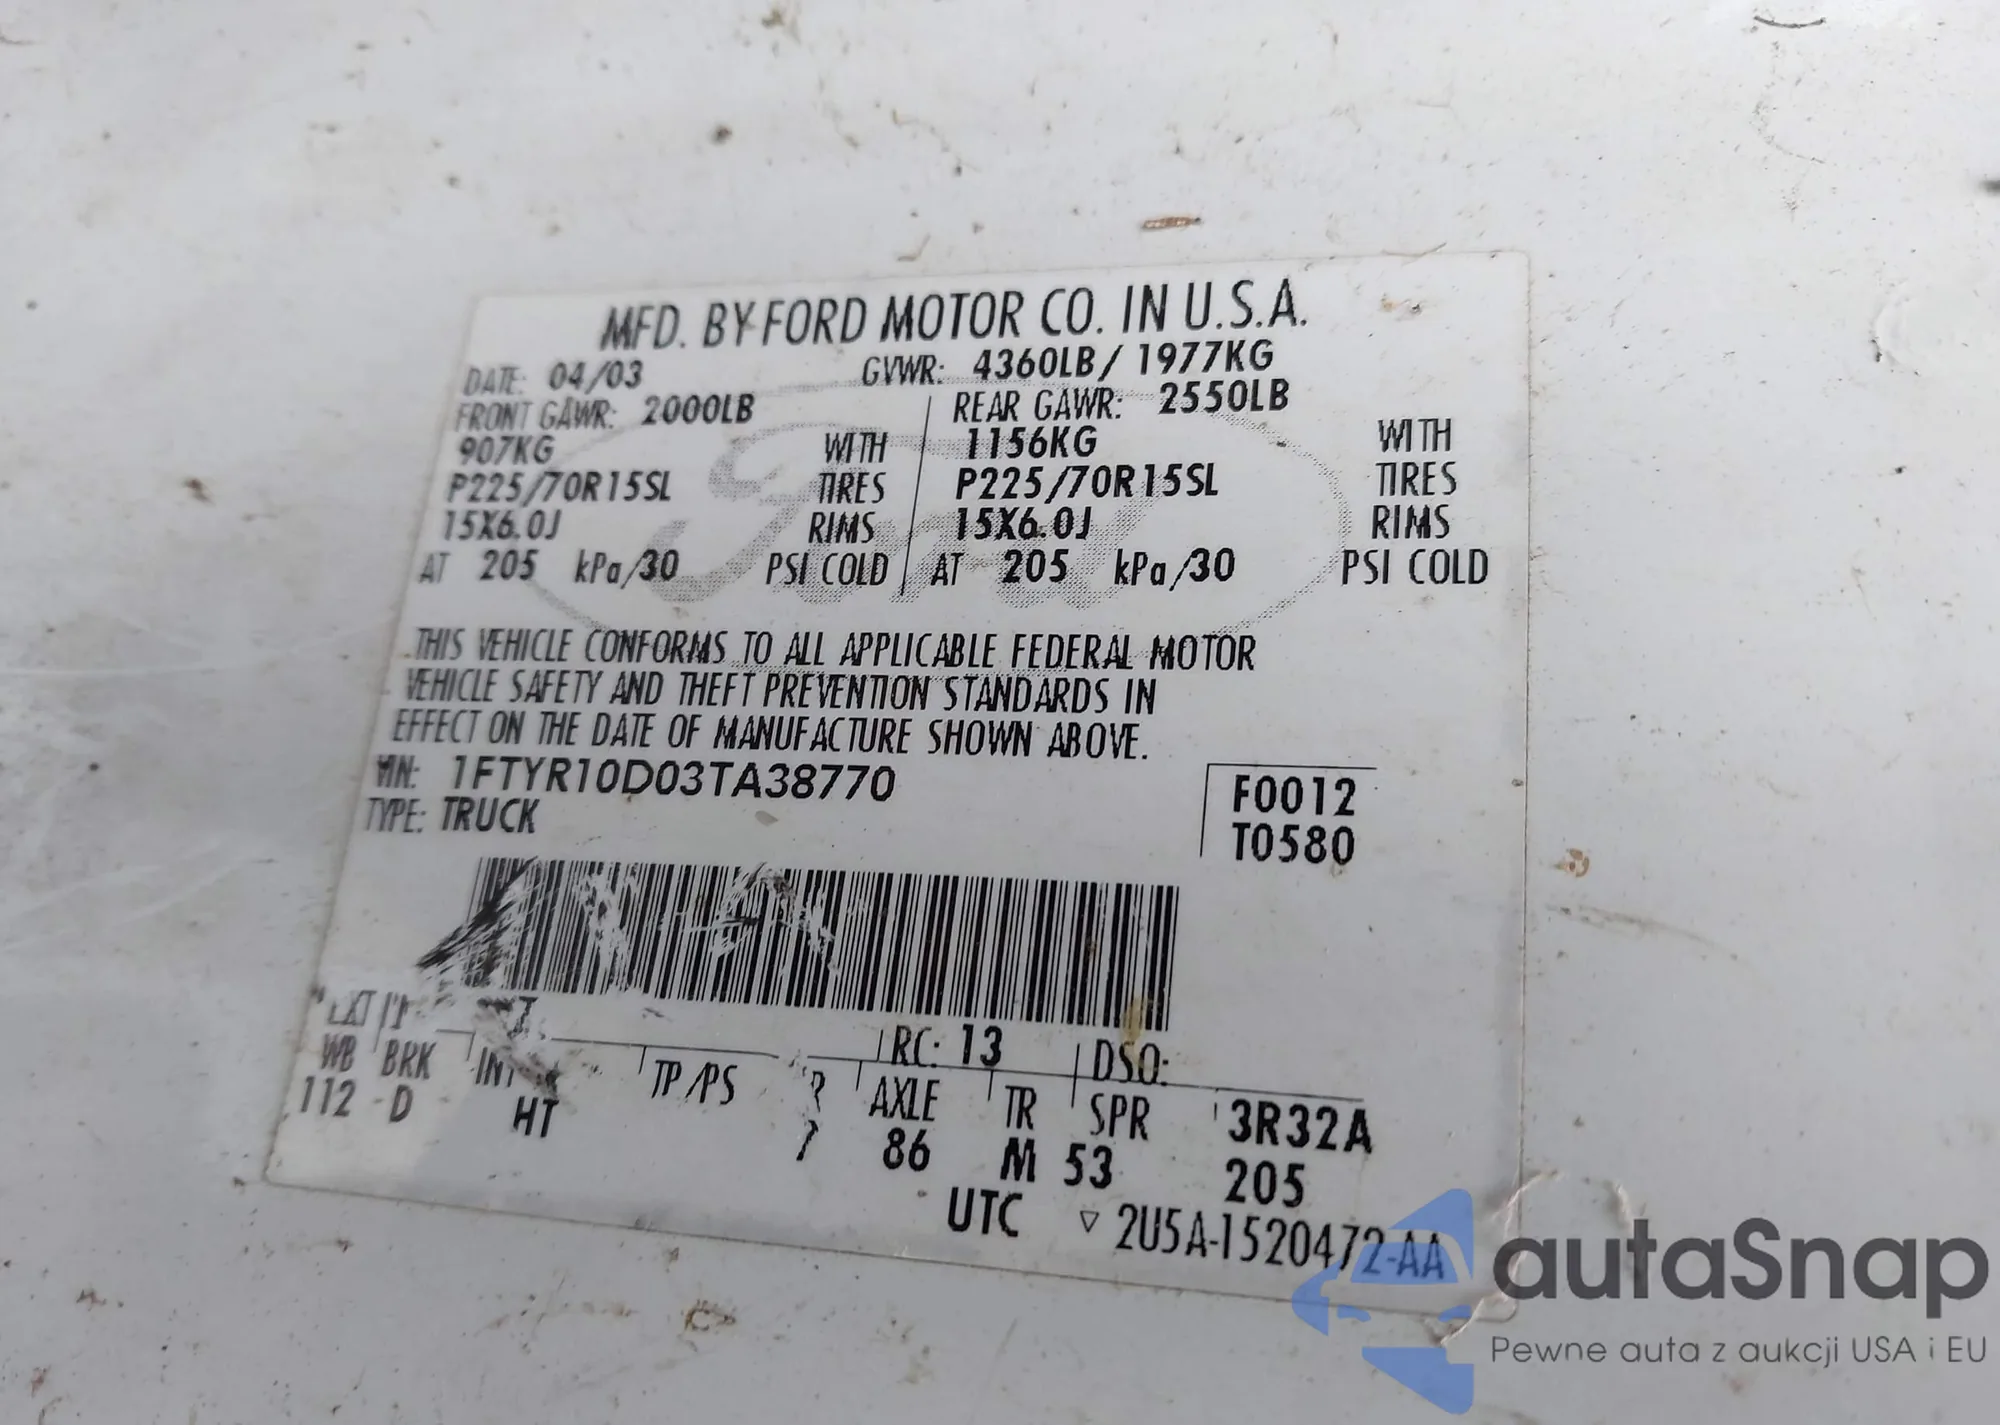 MFD. BY FORD MOTOR CO. IN U.S.A.
DATE: 04/03 GVWR: 4360LB/ 1977KG
FRONT GAWR: 2000LB REAR GAWR: 2550LB
907KG WITH 1156KG WITH
P225/70R15SL TIRES P225/70R15SL TIRES
15X6.0J RIMS 15X6.0J RIMS
AT 205 kPa/30 PSI COLD AT 205 kPa/30 PSI COLD
Ford
THIS VEHICLE CONFORMS TO ALL APPLICABLE FEDERAL MOTOR
VEHICLE SAFETY AND THEFT PREVENTION STANDARDS IN
EFFECT ON THE DATE OF MANUFACTURE SHOWN ABOVE.
VIN: 1FTYR10D03TA38770 F0012
TYPE: TRUCK T0580
EXT RC: 13 DSO:
WB BRK TP/PS AXLE TR SPR 3R32A
112 D HT 7 86 M 53 205
UTC ▽ 2U5A-1520472-AA
autaSnap
Pewne auta z aukcji USA i EU